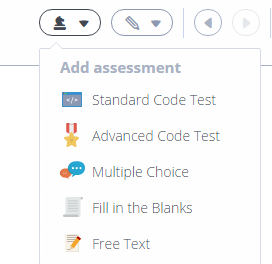 Add assessment
Standard Code Test
Advanced Code Test
Multiple Choice
Fill in the Blanks
Free Text